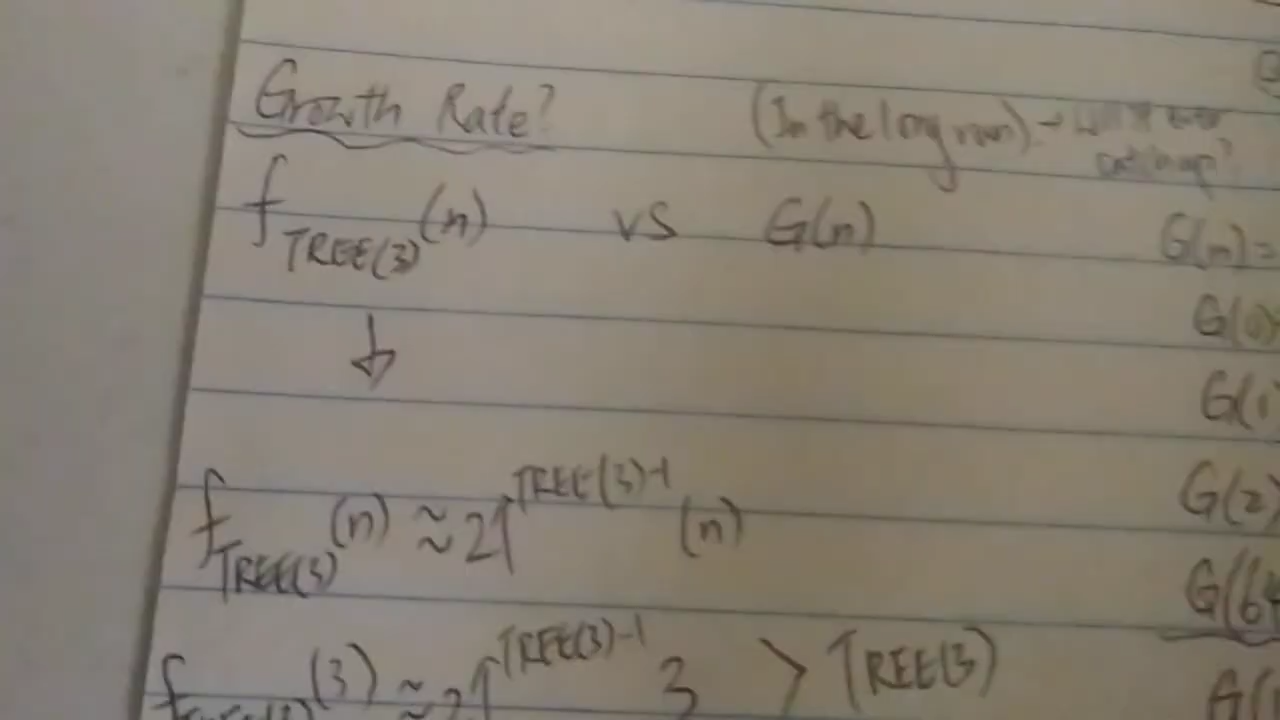 Growth Rate? (In the long run) →
f_TREE(3)(n) vs G(n) G(n) =
G(0)
↓
G(1
f_TREE(3)(n) ≈ 2↑^TREE(3)-1 (n) G(2)
G(64
f (3) ≈ 2↑^TREE(3)-1 3 > TREE(3) A(